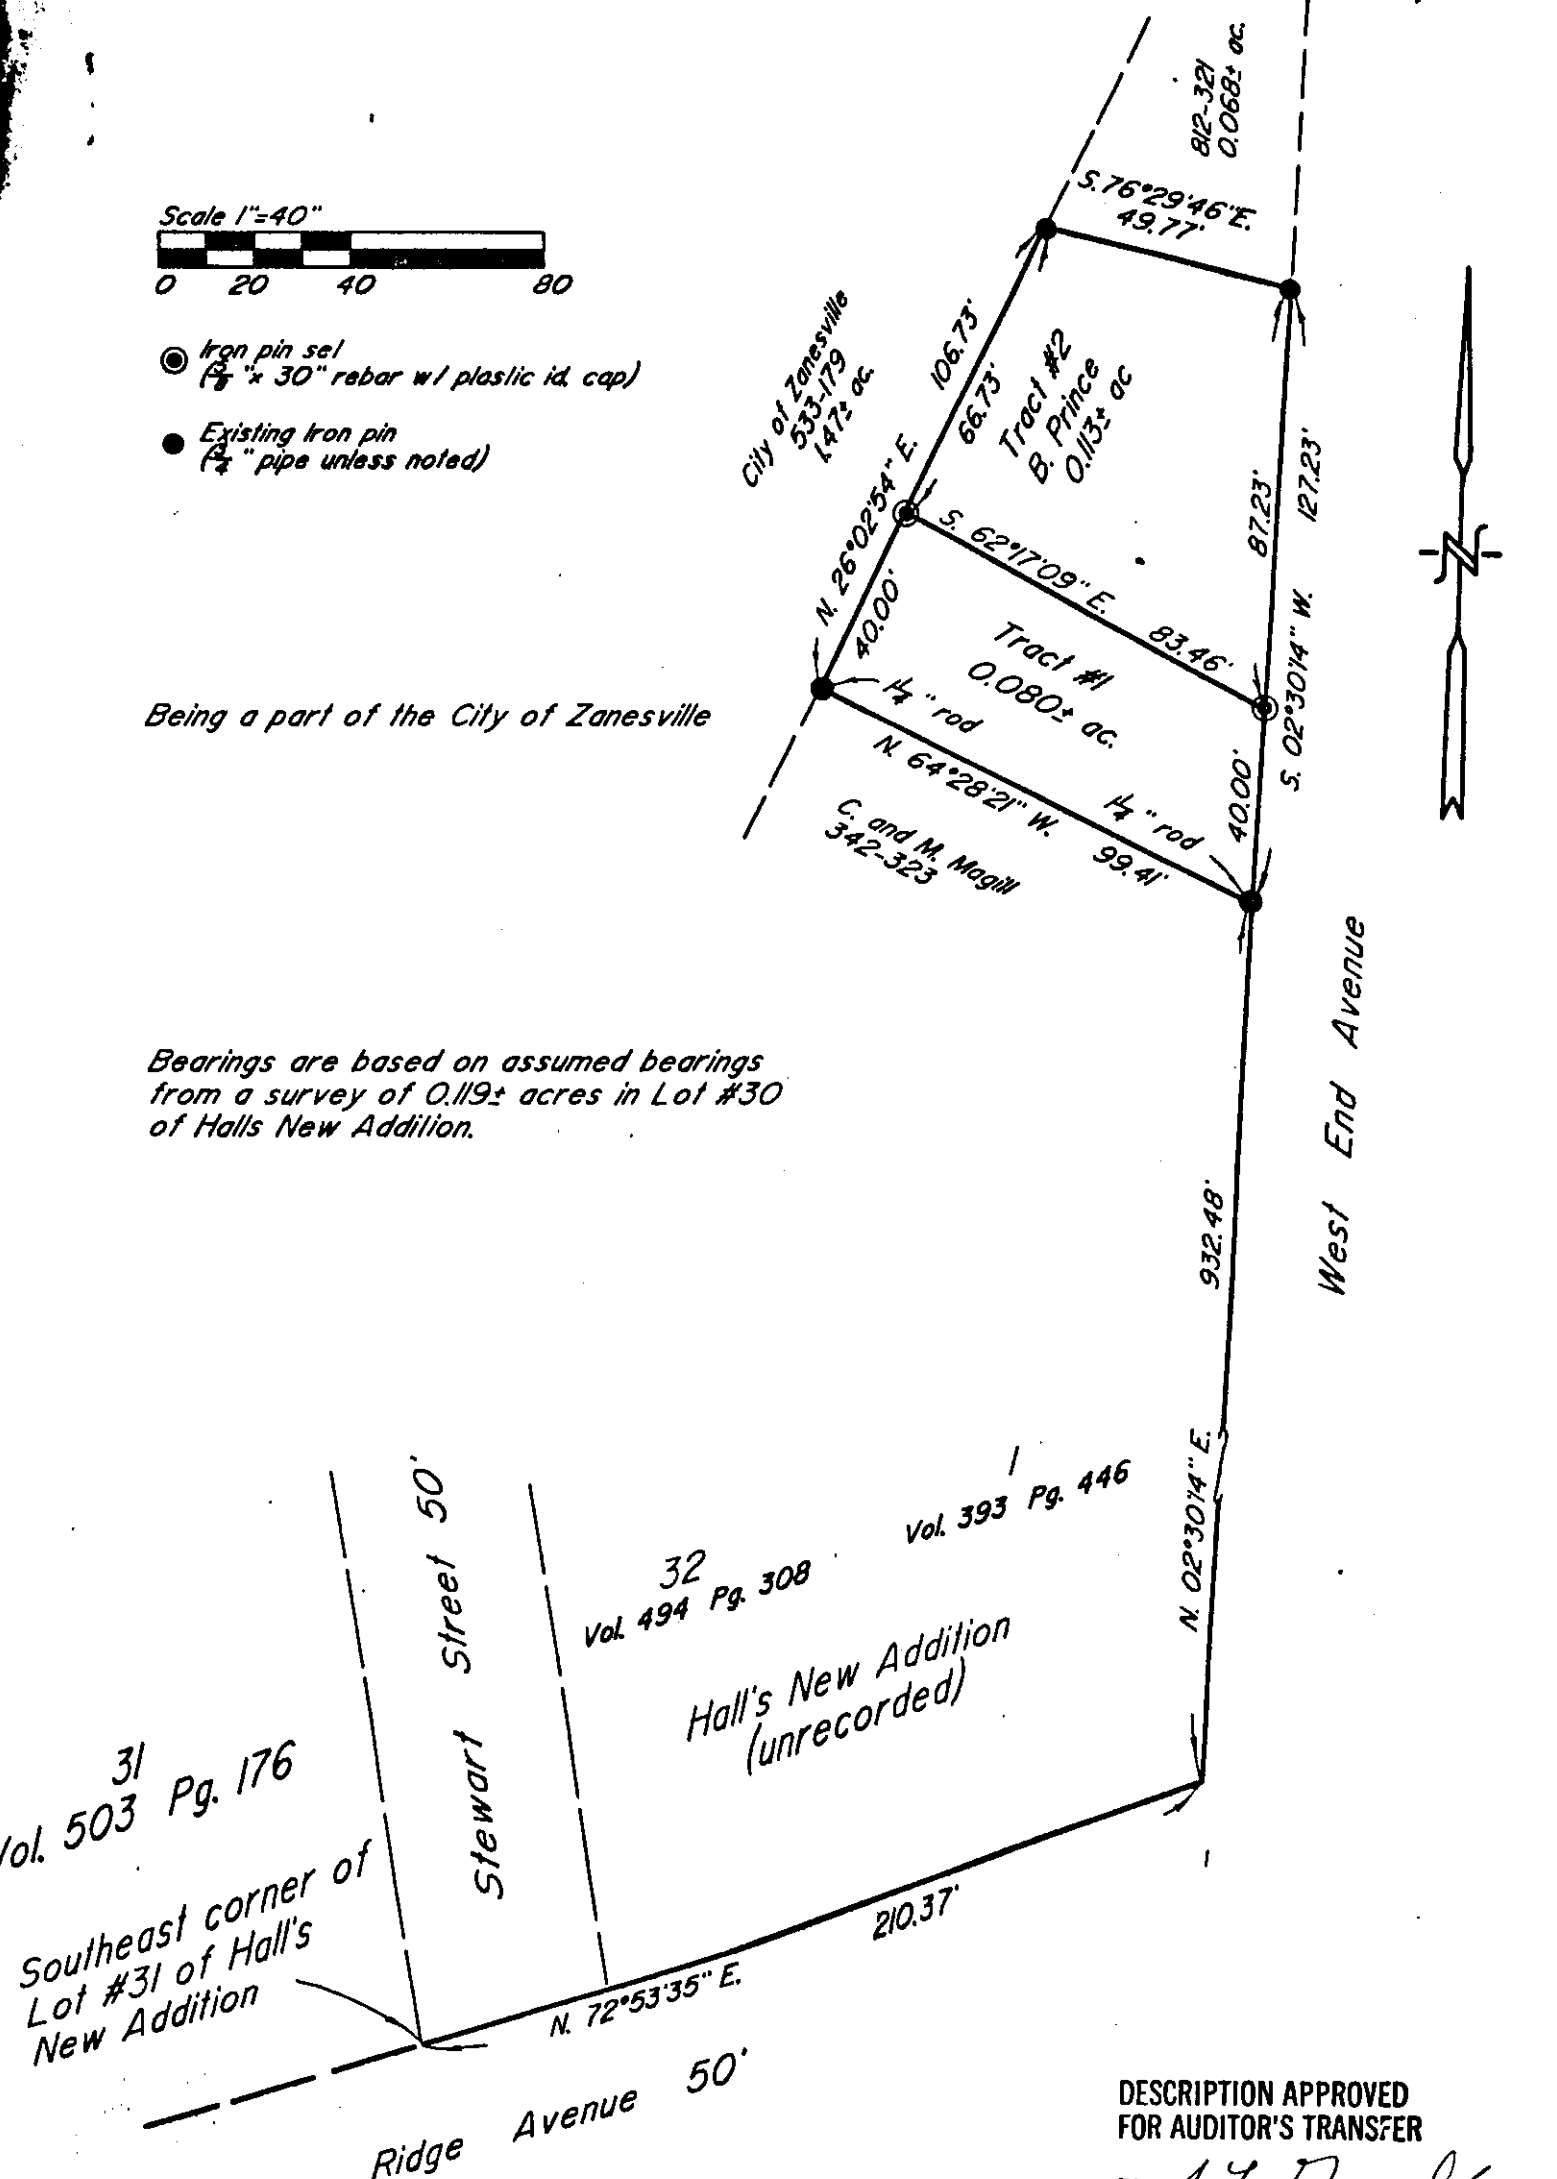 812-321
0.068± ac.
S. 76°29'46" E.
49.77'
Scale 1"=40"
0 20 40 80
Iron pin set
(5/8" x 30" rebar w/ plastic id. cap)
Existing Iron pin
(3/4" pipe unless noted)
City of Zanesville
533-179
1.47± ac.
N. 26°02'54" E.
106.73'
66.73'
40.00'
Tract #2
B. Prince
0.113± ac
87.23'
127.23'
S. 02°30'14" W.
N
S. 62°17'09" E. 83.46'
Tract #1
0.080± ac.
1/4" rod
N. 64°28'21" W. 99.41'
1/4" rod
40.00'
C. and M. Magill
342-323
Being a part of the City of Zanesville
Bearings are based on assumed bearings
from a survey of 0.119± acres in Lot #30
of Halls New Addition.
West End Avenue
932.48'
N. 02°30'14" E.
Stewart Street 50'
1
Vol. 393 Pg. 446
32
Vol. 494 Pg. 308
Hall's New Addition
(unrecorded)
31
Vol. 503 Pg. 176
Southeast corner of
Lot #31 of Hall's
New Addition
210.37'
N. 72°53'35" E.
Ridge Avenue 50'
DESCRIPTION APPROVED
FOR AUDITOR'S TRANSFER